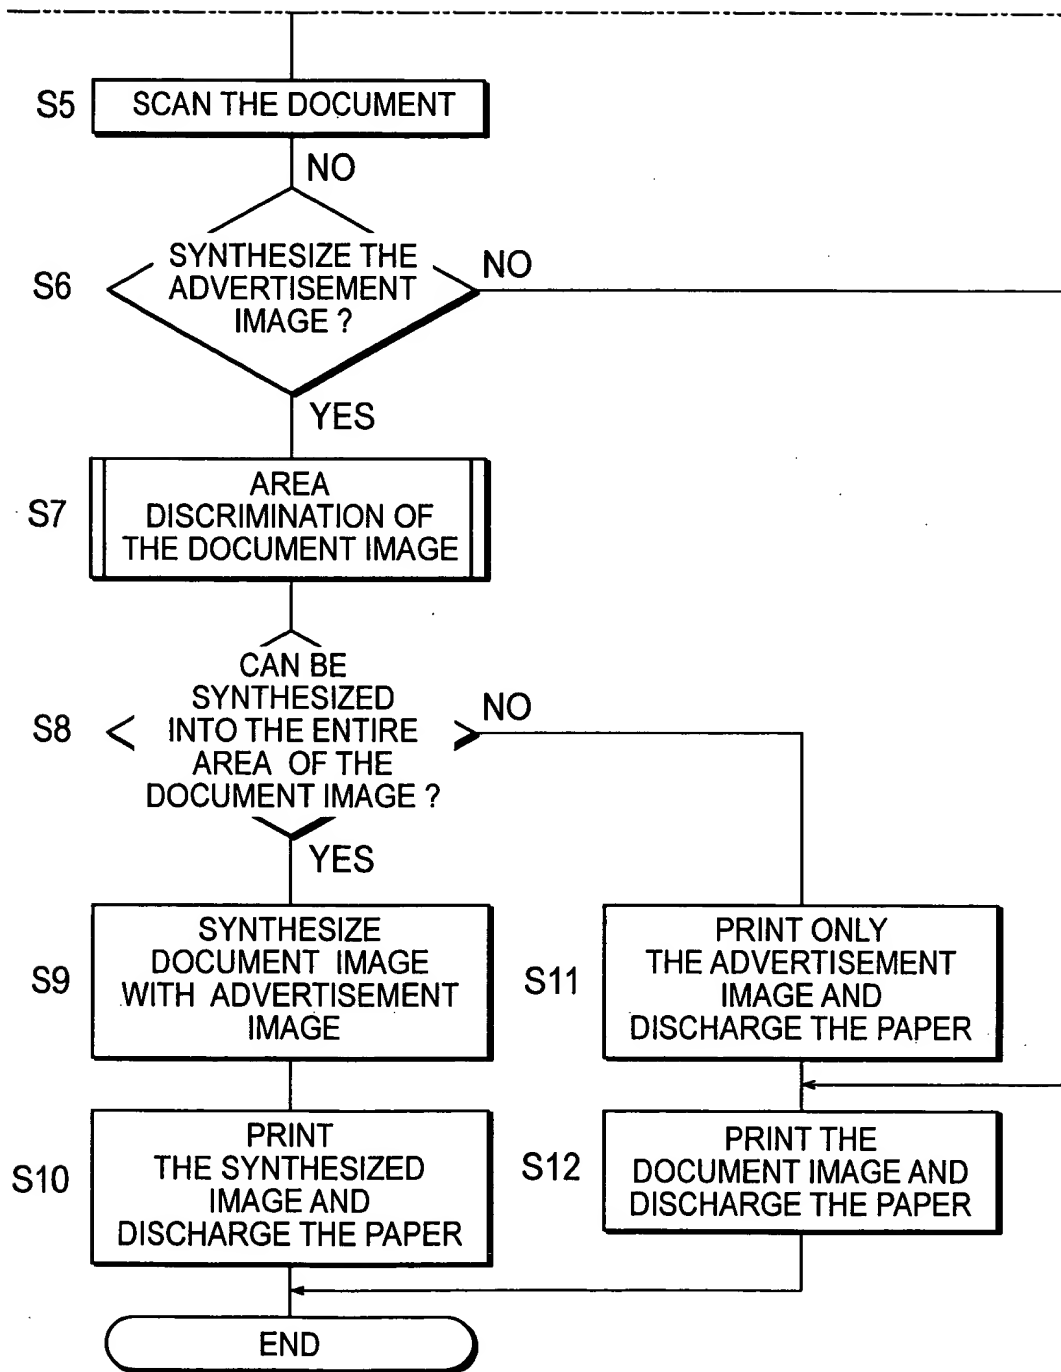 S5
SCAN THE DOCUMENT
NO
S6
SYNTHESIZE THE
ADVERTISEMENT
IMAGE ?
NO
YES
S7
AREA
DISCRIMINATION OF
THE DOCUMENT IMAGE
S8
CAN BE
SYNTHESIZED
INTO THE ENTIRE
AREA OF THE
DOCUMENT IMAGE ?
NO
YES
S9
SYNTHESIZE
DOCUMENT IMAGE
WITH ADVERTISEMENT
IMAGE
S11
PRINT ONLY
THE ADVERTISEMENT
IMAGE AND
DISCHARGE THE PAPER
S10
PRINT
THE SYNTHESIZED
IMAGE AND
DISCHARGE THE PAPER
S12
PRINT THE
DOCUMENT IMAGE AND
DISCHARGE THE PAPER
END